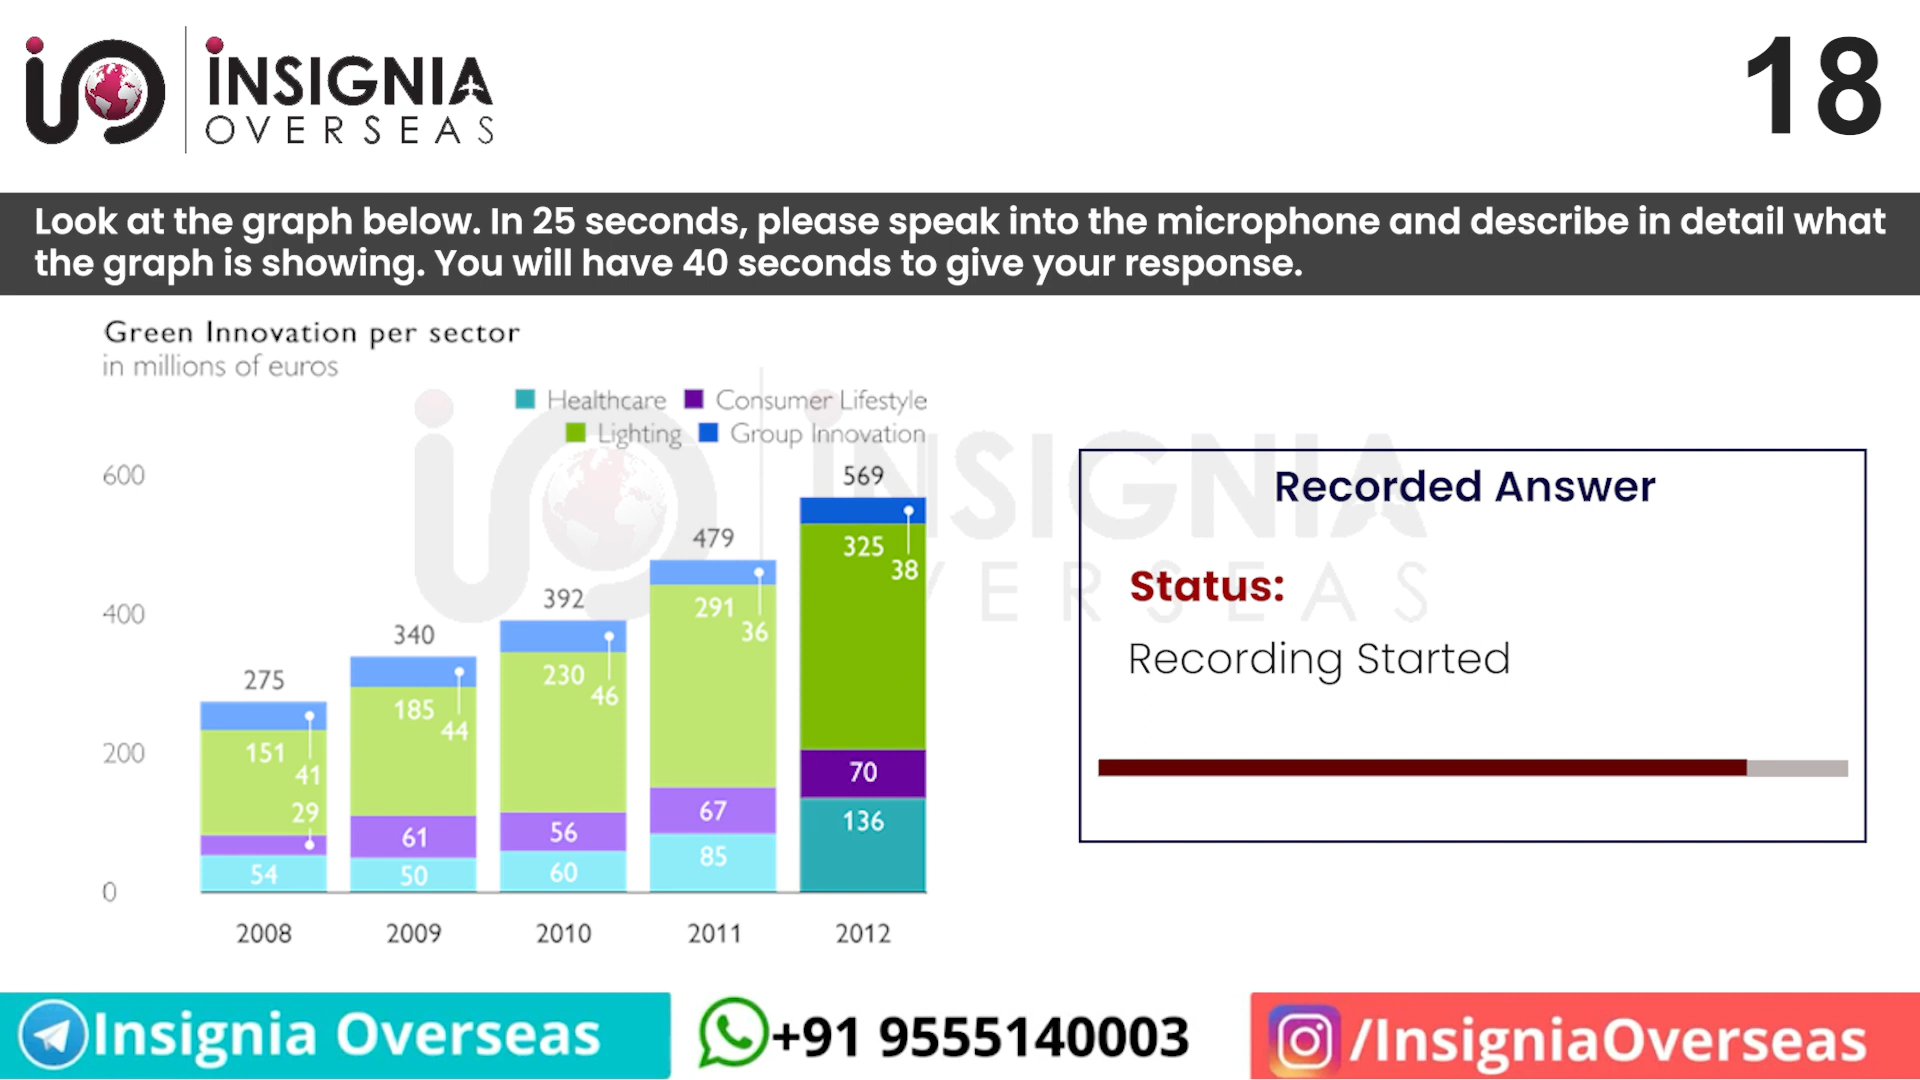 INSIGNIA
OVERSEAS
18
Look at the graph below. In 25 seconds, please speak into the microphone and describe in detail what
the graph is showing. You will have 40 seconds to give your response.
Green Innovation per sector
in millions of euros
Healthcare Consumer Lifestyle
Lighting Group Innovation
600
400
200
0
275
151
41
29
54
340
185
44
61
50
392
230
46
56
60
479
291
36
67
85
569
325
38
70
136
2008 2009 2010 2011 2012
INSIGNIA
OVERSEAS
Recorded Answer
Status:
Recording Started
Insignia Overseas
+91 9555140003
/InsigniaOverseas